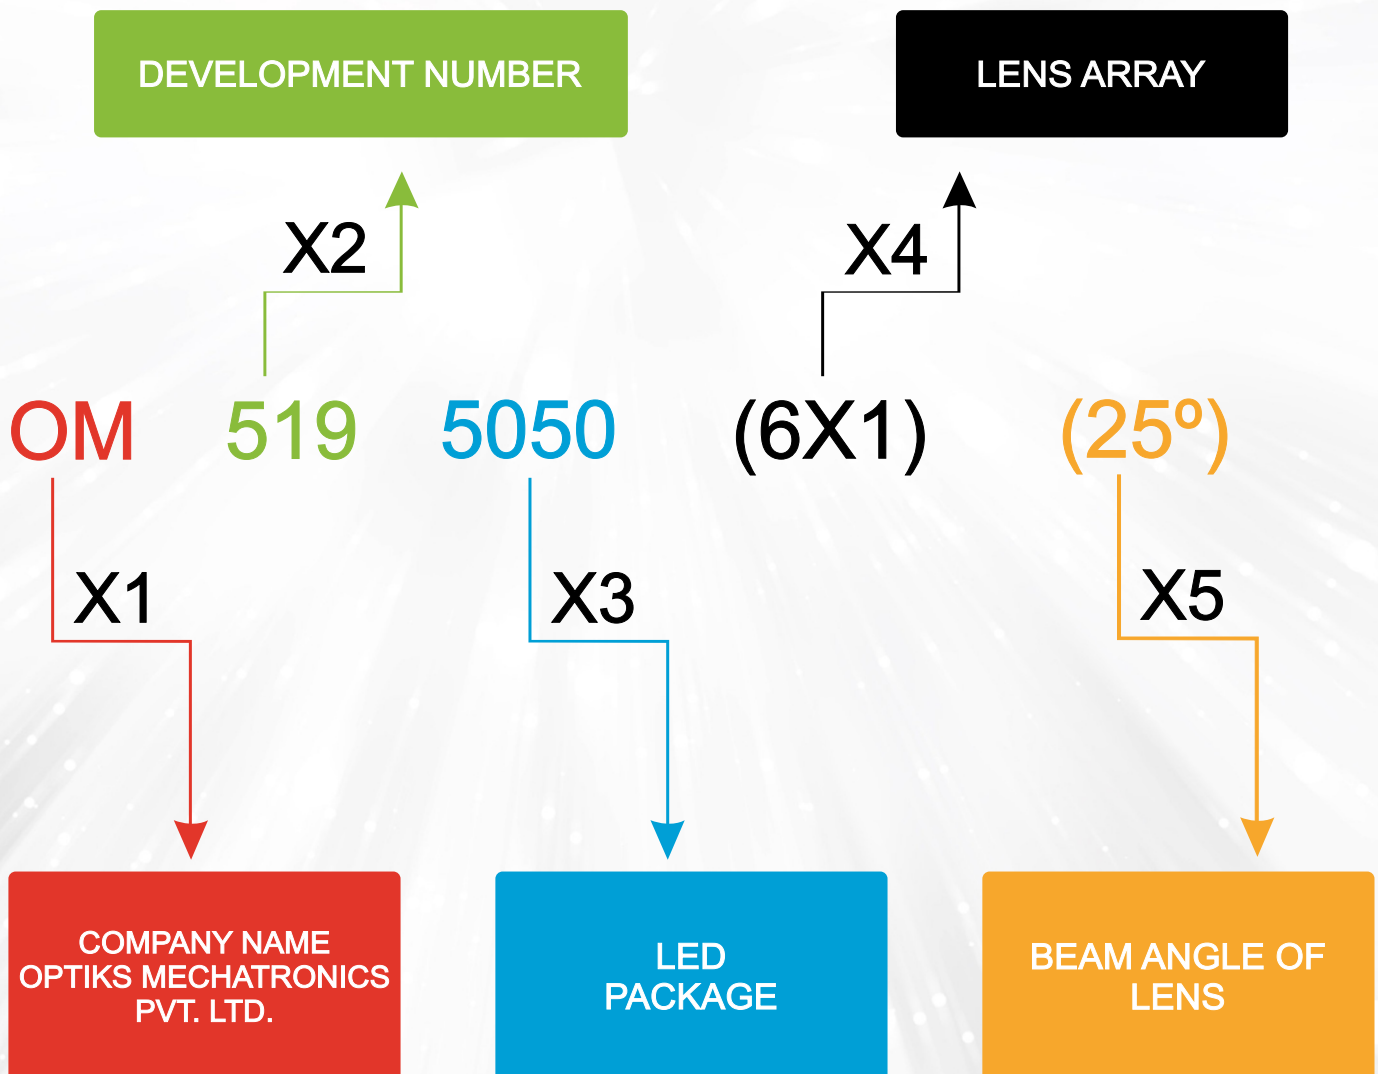 DEVELOPMENT NUMBER
LENS ARRAY
X2
X4
OM 519 5050 (6X1) (25º)
X1
X3
X5
COMPANY NAME
OPTIKS MECHATRONICS
PVT. LTD.
LED
PACKAGE
BEAM ANGLE OF
LENS